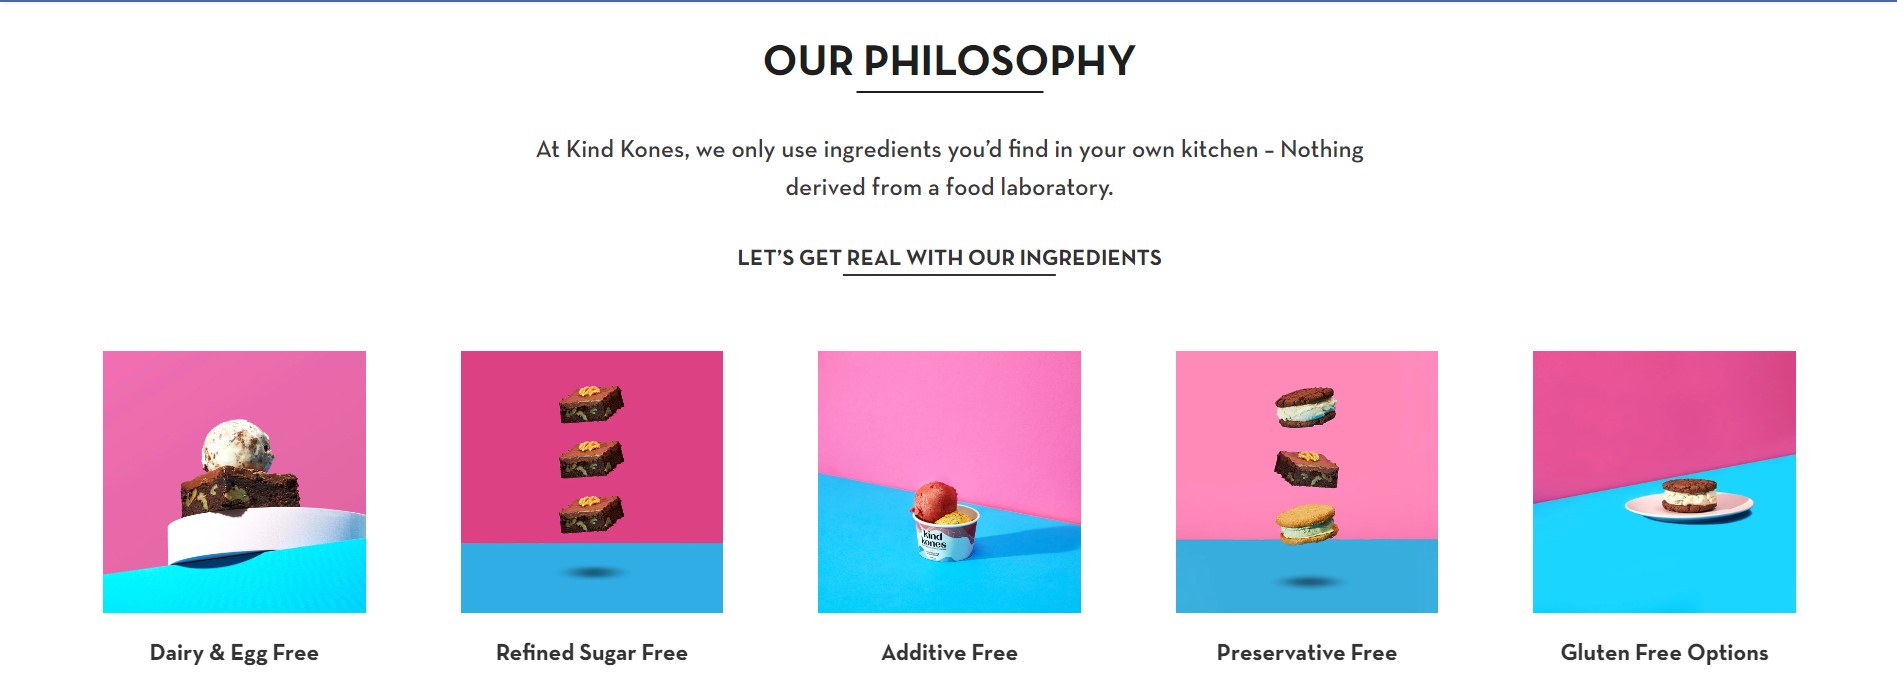 OUR PHILOSOPHY
At Kind Kones, we only use ingredients you’d find in your own kitchen – Nothing
derived from a food laboratory.
LET’S GET REAL WITH OUR INGREDIENTS
kind
kones
Dairy & Egg Free
Refined Sugar Free
Additive Free
Preservative Free
Gluten Free Options